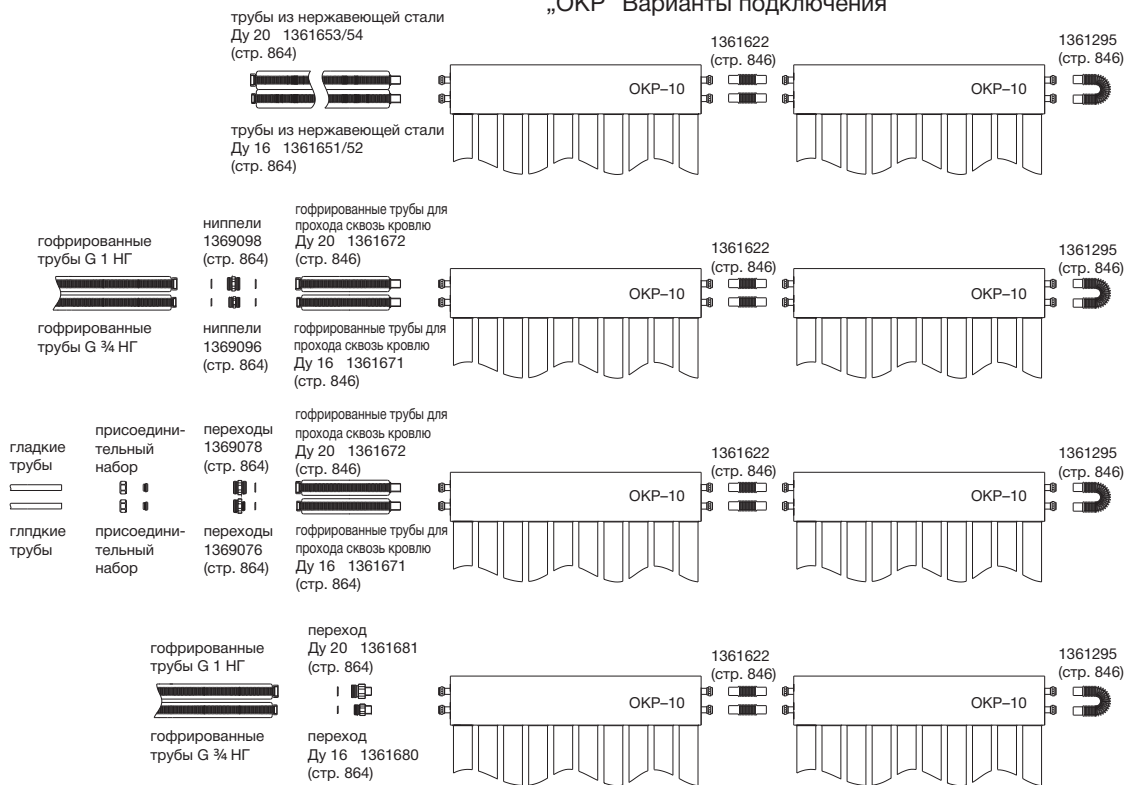 „ОКР“ Варианты подключения
трубы из нержавеющей стали
Ду 20 1361653/54
(стр. 864)
1361622
(стр. 846)
1361295
(стр. 846)
OKP–10
OKP–10
трубы из нержавеющей стали
Ду 16 1361651/52
(стр. 864)
гофрированные
трубы G 1 НГ
ниппели
1369098
(стр. 864)
гофрированные трубы для
прохода сквозь кровлю
Ду 20 1361672
(стр. 846)
1361622
(стр. 846)
1361295
(стр. 846)
OKP–10
OKP–10
гофрированные
трубы G ¾ НГ
ниппели
1369096
(стр. 864)
гофрированные трубы для
прохода сквозь кровлю
Ду 16 1361671
(стр. 846)
гладкие
трубы
присоедини-
тельный
набор
переходы
1369078
(стр. 864)
гофрированные трубы для
прохода сквозь кровлю
Ду 20 1361672
(стр. 846)
1361622
(стр. 846)
1361295
(стр. 846)
OKP–10
OKP–10
глпдкие
трубы
присоедини-
тельный
набор
переходы
1369076
(стр. 864)
гофрированные трубы для
прохода сквозь кровлю
Ду 16 1361671
(стр. 864)
гофрированные
трубы G 1 НГ
переход
Ду 20 1361681
(стр. 864)
1361622
(стр. 846)
1361295
(стр. 846)
OKP–10
OKP–10
гофрированные
трубы G ¾ НГ
переход
Ду 16 1361680
(стр. 864)